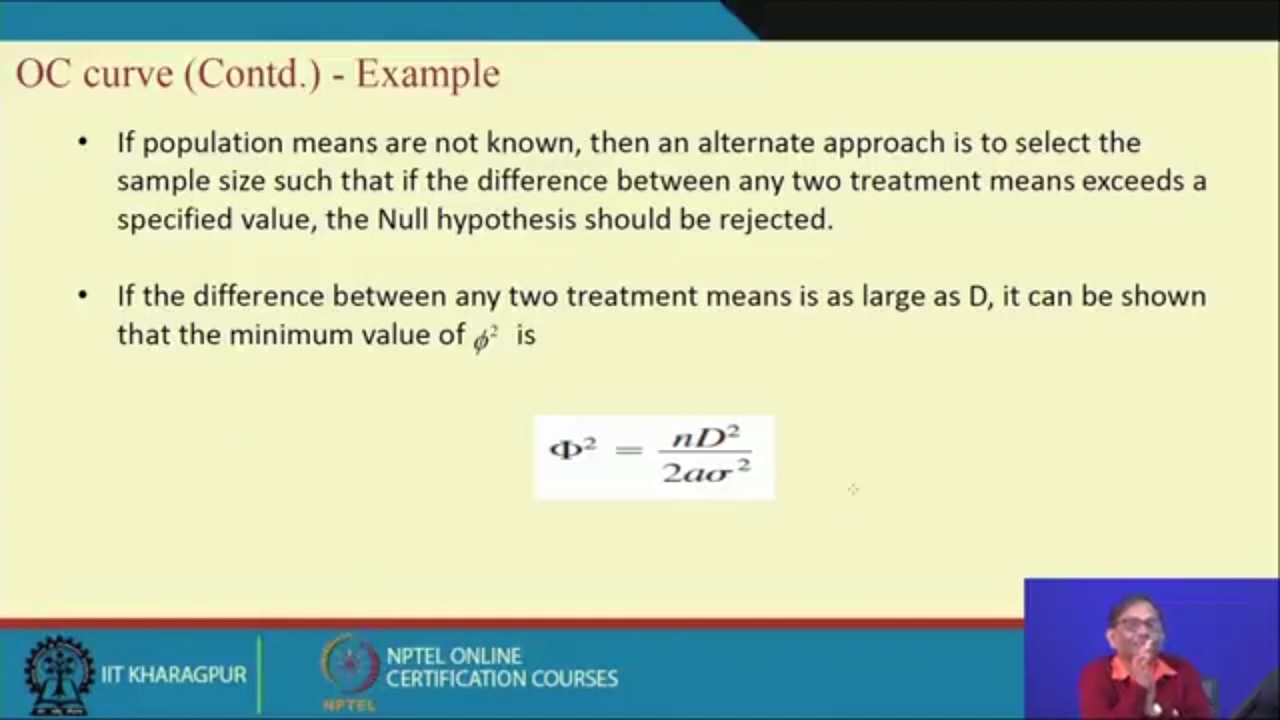 OC curve (Contd.) - Example
• If population means are not known, then an alternate approach is to select the
sample size such that if the difference between any two treatment means exceeds a
specified value, the Null hypothesis should be rejected.
• If the difference between any two treatment means is as large as D, it can be shown
that the minimum value of ϕ² is
Φ² = nD² / 2aσ²
IIT KHARAGPUR
NPTEL
NPTEL ONLINE
CERTIFICATION COURSES